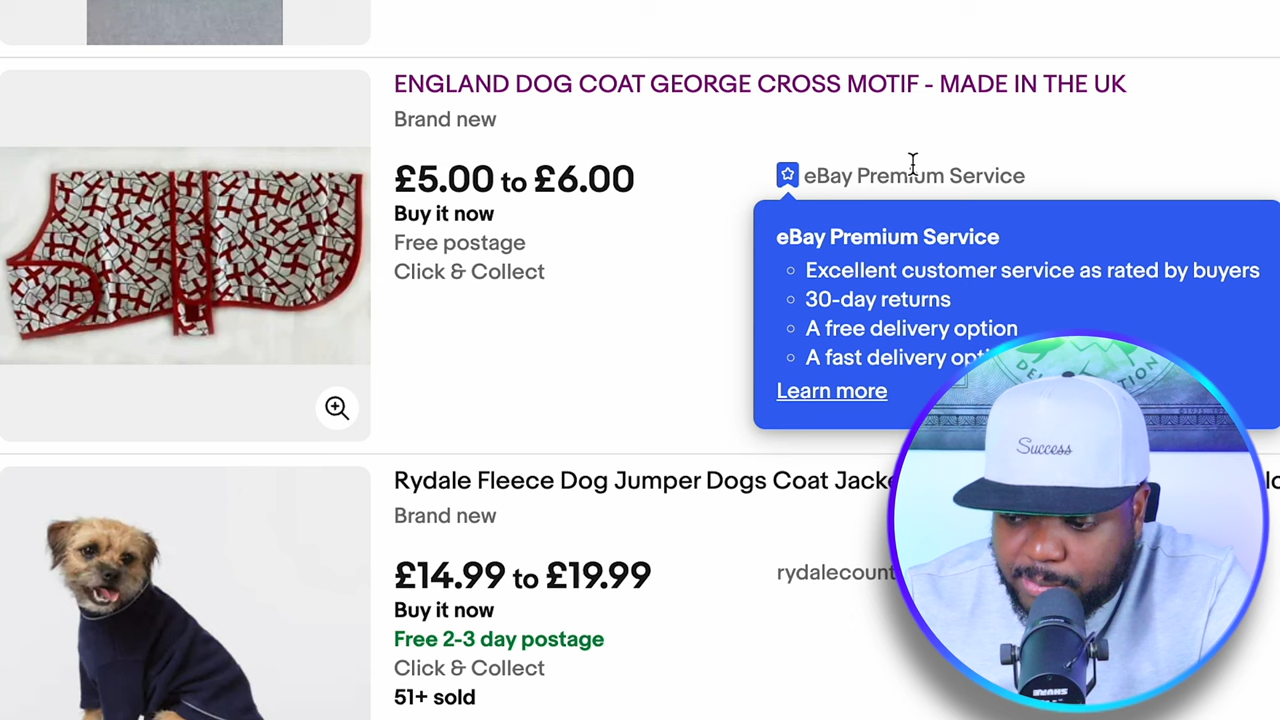 ENGLAND DOG COAT GEORGE CROSS MOTIF - MADE IN THE UK
Brand new
£5.00 to £6.00
eBay Premium Service
Buy it now
Free postage
Click & Collect
eBay Premium Service
Excellent customer service as rated by buyers
30-day returns
A free delivery option
A fast delivery
Learn more
Success
Rydale Fleece Dog Jumper Dogs Coat
Brand new
£14.99 to £19.99
Buy it now
Free 2-3 day postage
Click & Collect
51+ sold
SHURE